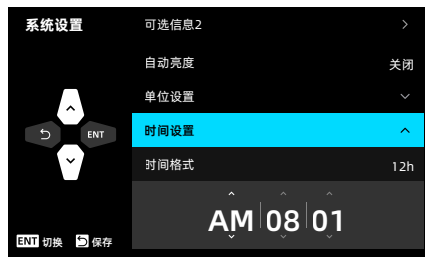 系统设置
可选信息2
自动亮度 关闭
单位设置
ENT
时间设置
时间格式 12h
AM 08 01
ENT 切换 保存